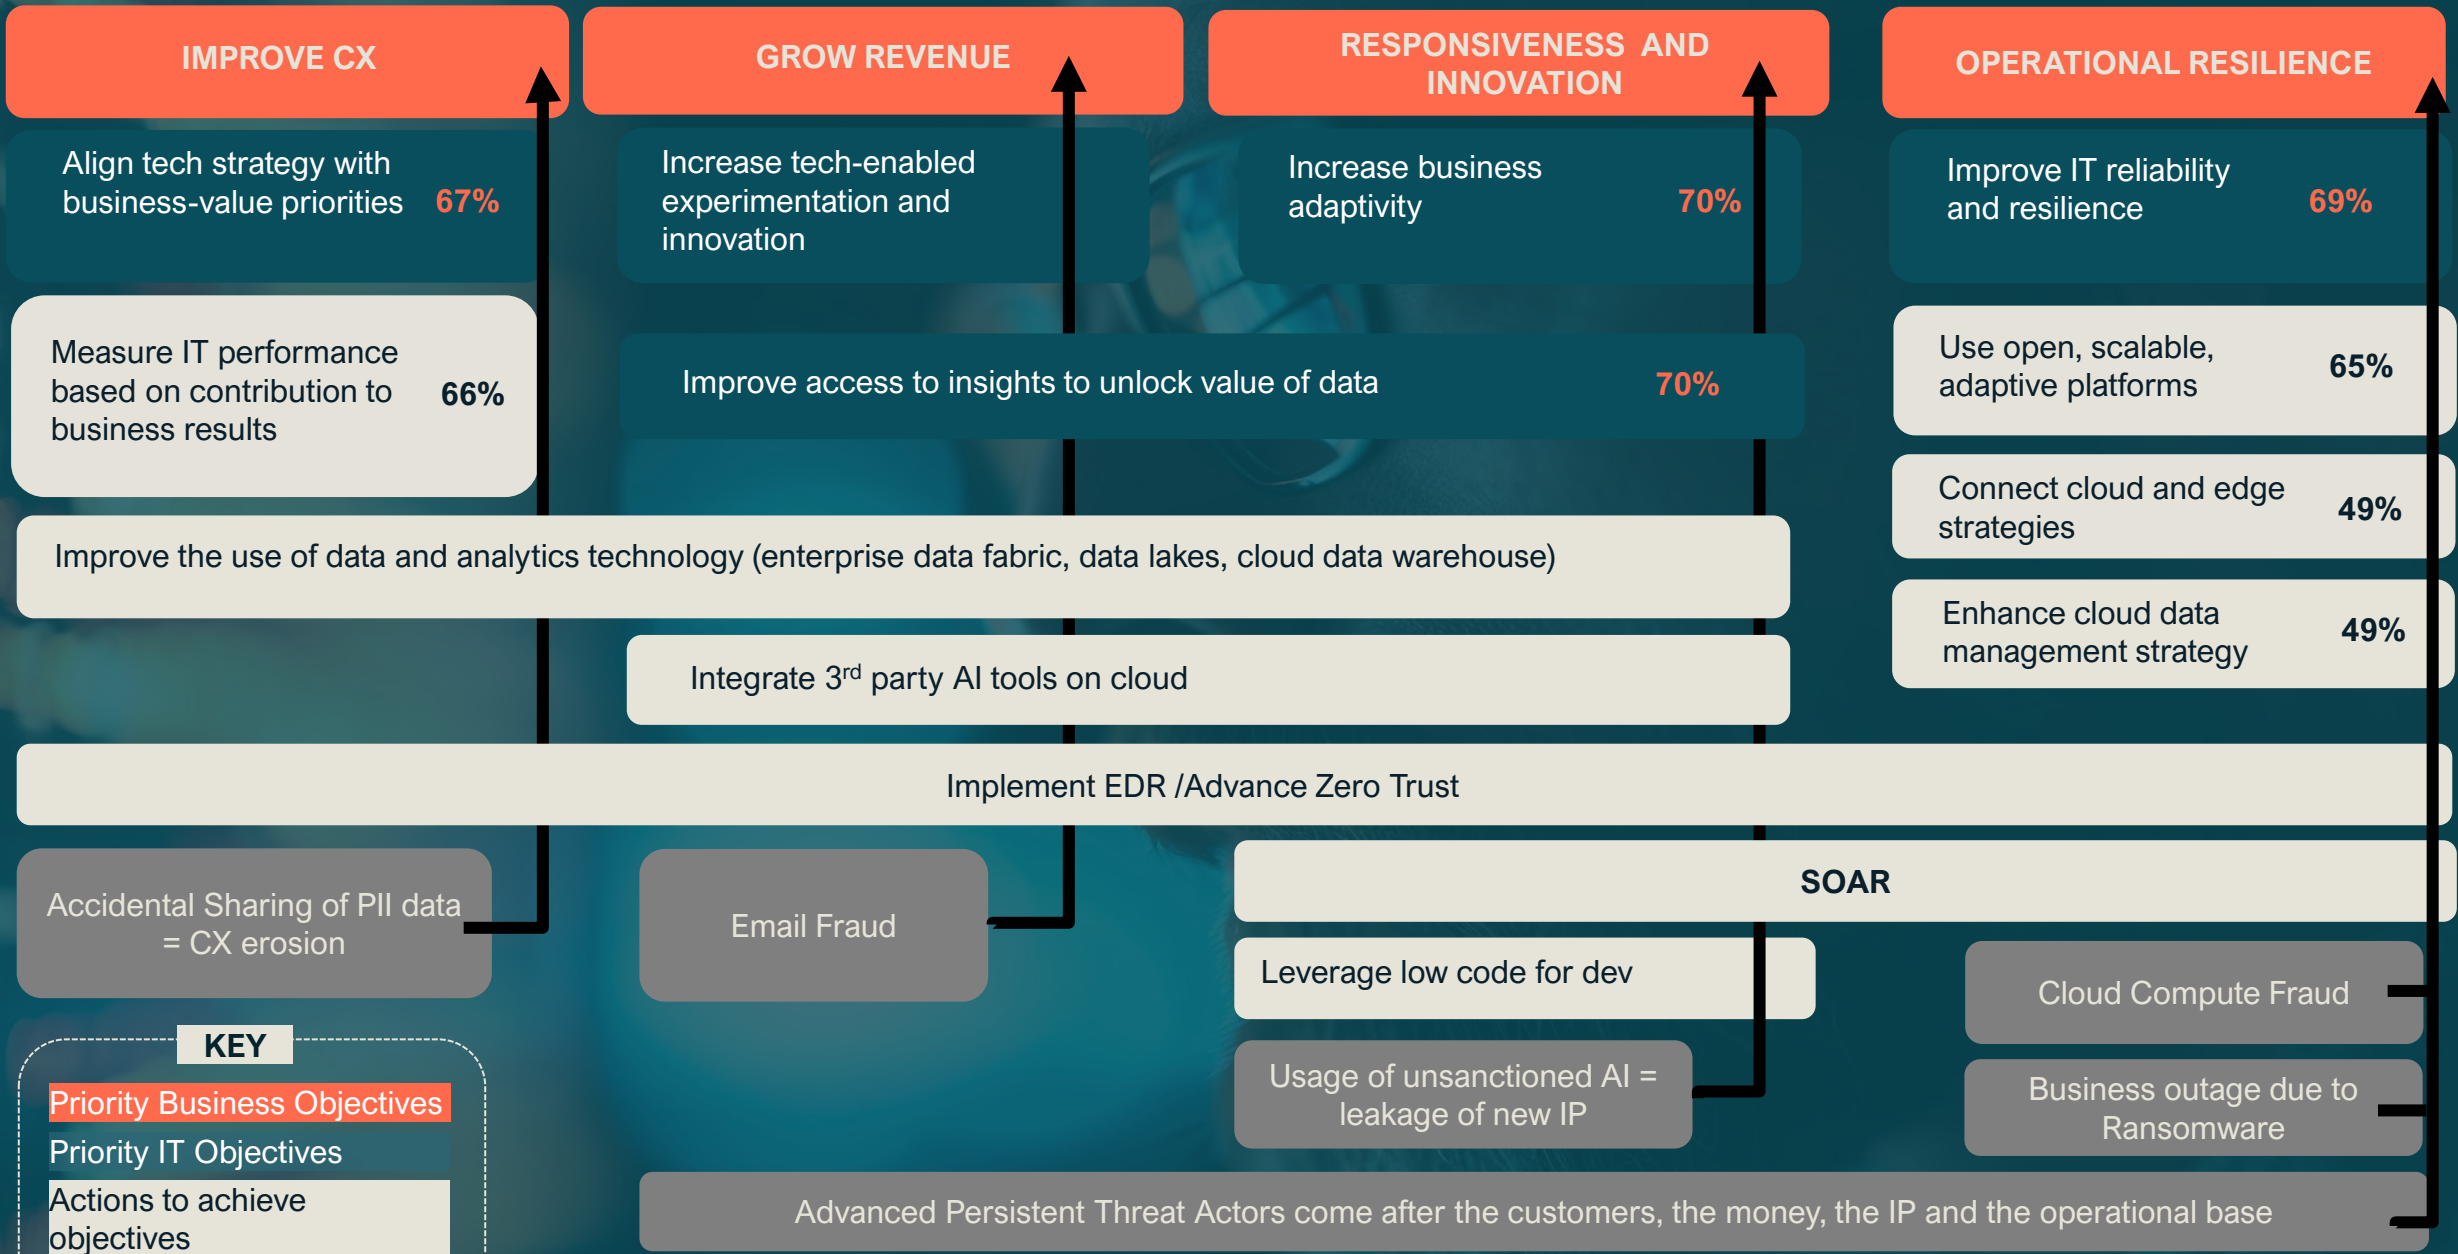 IMPROVE CX
GROW REVENUE
RESPONSIVENESS AND
INNOVATION
OPERATIONAL RESILIENCE
Align tech strategy with
business-value priorities 67%
Increase tech-enabled
experimentation and
innovation
Increase business
adaptivity 70%
Improve IT reliability
and resilience 69%
Measure IT performance
based on contribution to
business results
66%
Improve access to insights to unlock value of data 70%
Use open, scalable,
adaptive platforms
65%
Connect cloud and edge
strategies
49%
Enhance cloud data
management strategy
49%
Improve the use of data and analytics technology (enterprise data fabric, data lakes, cloud data warehouse)
Integrate 3rd party AI tools on cloud
Implement EDR /Advance Zero Trust
Accidental Sharing of PII data
= CX erosion
Email Fraud
SOAR
Leverage low code for dev
Cloud Compute Fraud
Usage of unsanctioned AI =
leakage of new IP
Business outage due to
Ransomware
Advanced Persistent Threat Actors come after the customers, the money, the IP and the operational base
KEY
Priority Business Objectives
Priority IT Objectives
Actions to achieve
objectives